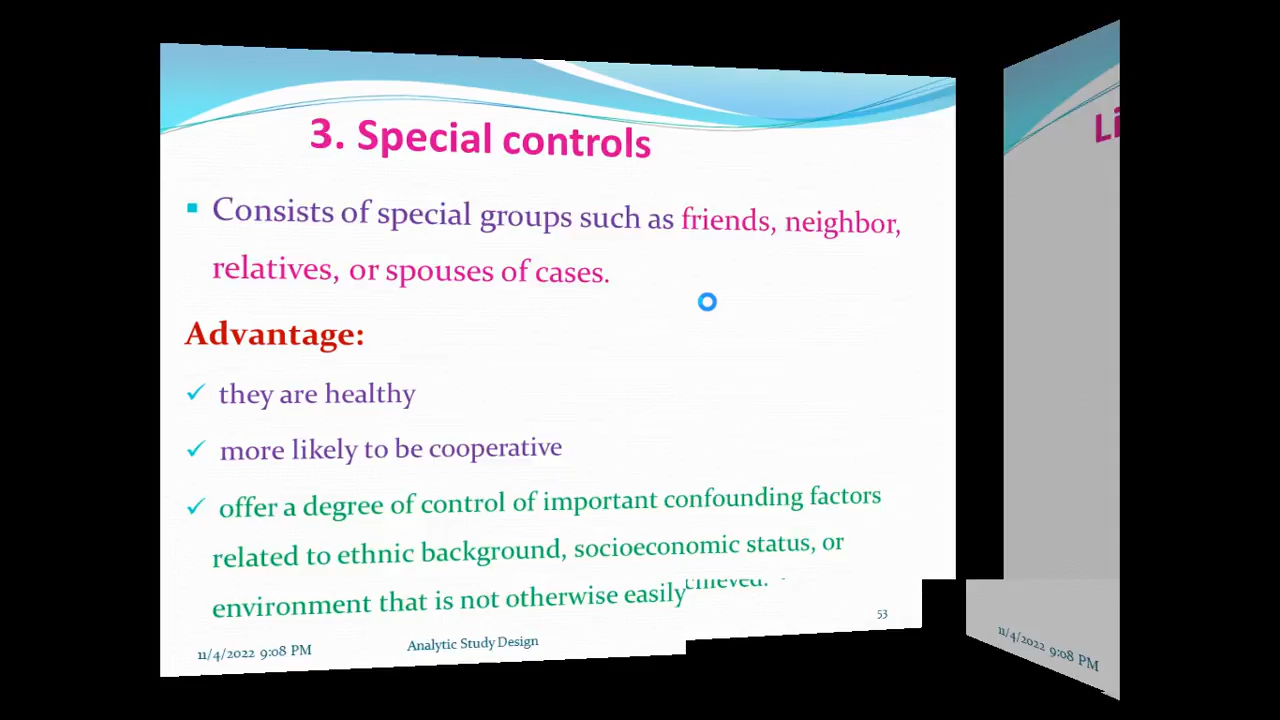 3. Special controls
Consists of special groups such as friends, neighbor,
relatives, or spouses of cases.
Advantage:
they are healthy
more likely to be cooperative
offer a degree of control of important confounding factors
related to ethnic background, socioeconomic status, or
environment that is not otherwise easily
53
11/4/2022 9:08 PM
Analytic Study Design
Li
11/4/2022 9:08 PM